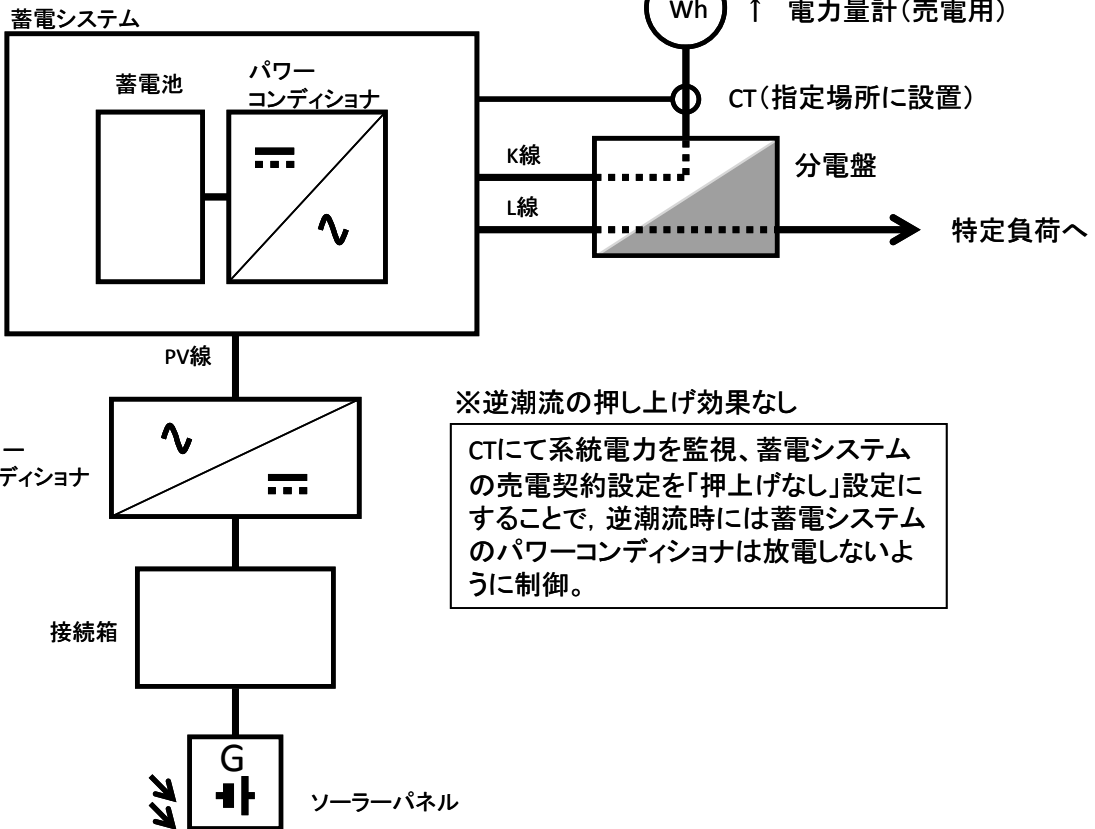 蓄電システム
Wh ↑ 電力量計(売電用)
蓄電池
パワー
コンディショナ
CT(指定場所に設置)
K線
分電盤
L線
特定負荷へ
PV線
※逆潮流の押し上げ効果なし
CTにて系統電力を監視、蓄電システム
の売電契約設定を「押上げなし」設定に
することで，逆潮流時には蓄電システム
のパワーコンディショナは放電しないよ
うに制御。
ー
ディショナ
接続箱
G
ソーラーパネル